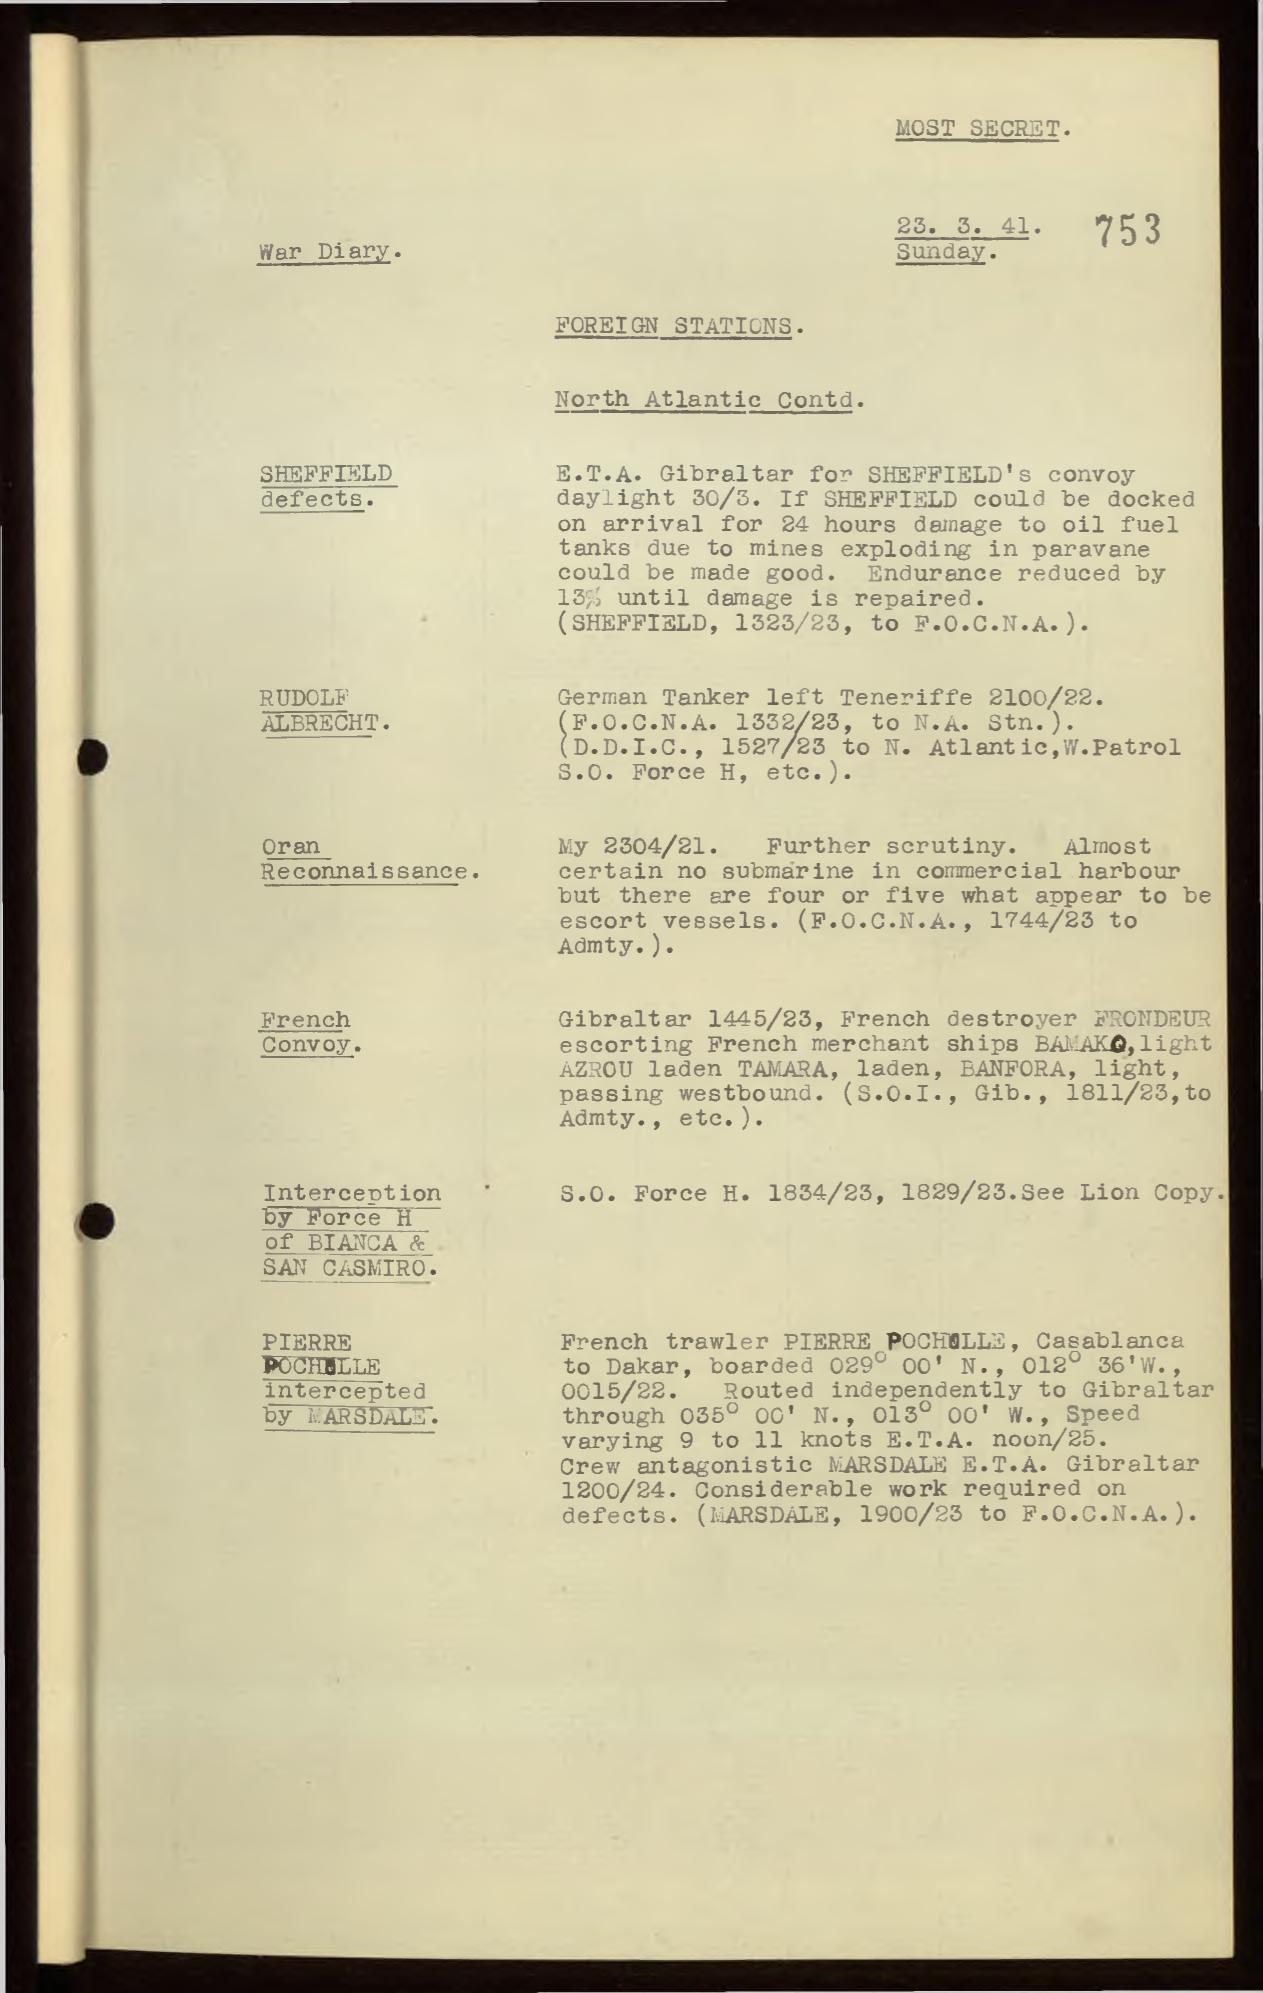 MOST SECRET.
23. 3. 41.
753
War Diary.
Sunday.
FOREIGN STATIONS.
North Atlantic Contd.
SHEFFIELD
defects.
E.T.A. Gibraltar for SHEFFIELD's convoy
daylight 30/3. If SHEFFIELD could be docked
on arrival for 24 hours damage to oil fuel
tanks due to mines exploding in paravane
could be made good. Endurance reduced by
13% until damage is repaired.
(SHEFFIELD, 1323/23, to F.O.C.N.A.).
RUDOLF
ALBRECHT.
German Tanker left Teneriffe 2100/22.
(F.O.C.N.A. 1332/23, to N.A. Stn.).
(D.D.I.C., 1527/23 to N. Atlantic,W.Patrol
S.O. Force H, etc.).
Oran
Reconnaissance.
My 2304/21. Further scrutiny. Almost
certain no submarine in commercial harbour
but there are four or five what appear to be
escort vessels. (F.O.C.N.A., 1744/23 to
Admty.).
French
Convoy.
Gibraltar 1445/23, French destroyer FRONDEUR
escorting French merchant ships BAMAKO,light
AZROU laden TAMARA, laden, BANFORA, light,
passing westbound. (S.O.I., Gib., 1811/23,to
Admty., etc.).
Interception
by Force H
of BIANCA &
SAN CASMIRO.
S.O. Force H. 1834/23, 1829/23.See Lion Copy.
PIERRE
intercepted
by MARSDALE.
French trawler PIERRE , Casablanca
to Dakar, boarded 029° 00' N., 012° 36'W.,
0015/22. Routed independently to Gibraltar
through 035° 00' N., 013° 00' W., Speed
varying 9 to 11 knots E.T.A. noon/25.
Crew antagonistic MARSDALE E.T.A. Gibraltar
1200/24. Considerable work required on
defects. (MARSDALE, 1900/23 to F.O.C.N.A.).